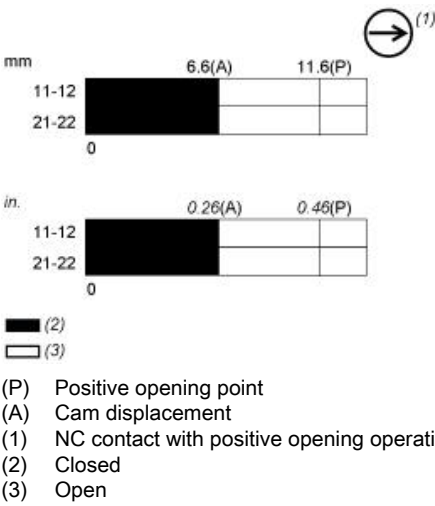 (1)
mm
6.6(A) 11.6(P)
11-12
21-22
0
in.
0.26(A) 0.46(P)
11-12
21-22
0
(2)
(3)
(P) Positive opening point
(A) Cam displacement
(1) NC contact with positive opening operati
(2) Closed
(3) Open